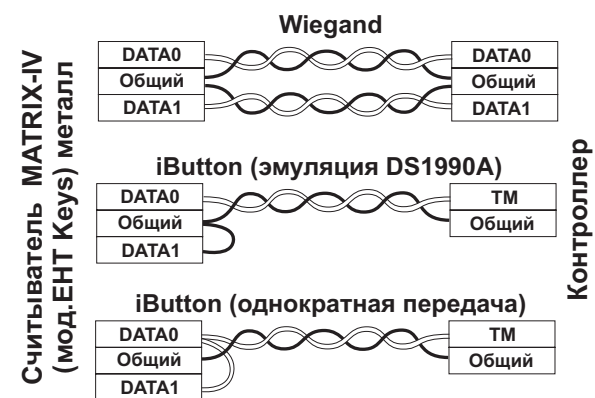 Wiegand
DATA0
Общий
DATA1
DATA0
Общий
DATA1
iButton (эмуляция DS1990A)
DATA0
Общий
DATA1
TM
Общий
iButton (однократная передача)
DATA0
Общий
DATA1
TM
Общий
Считыватель MATRIX-IV
(мод.EHT Keys) металл
Контроллер